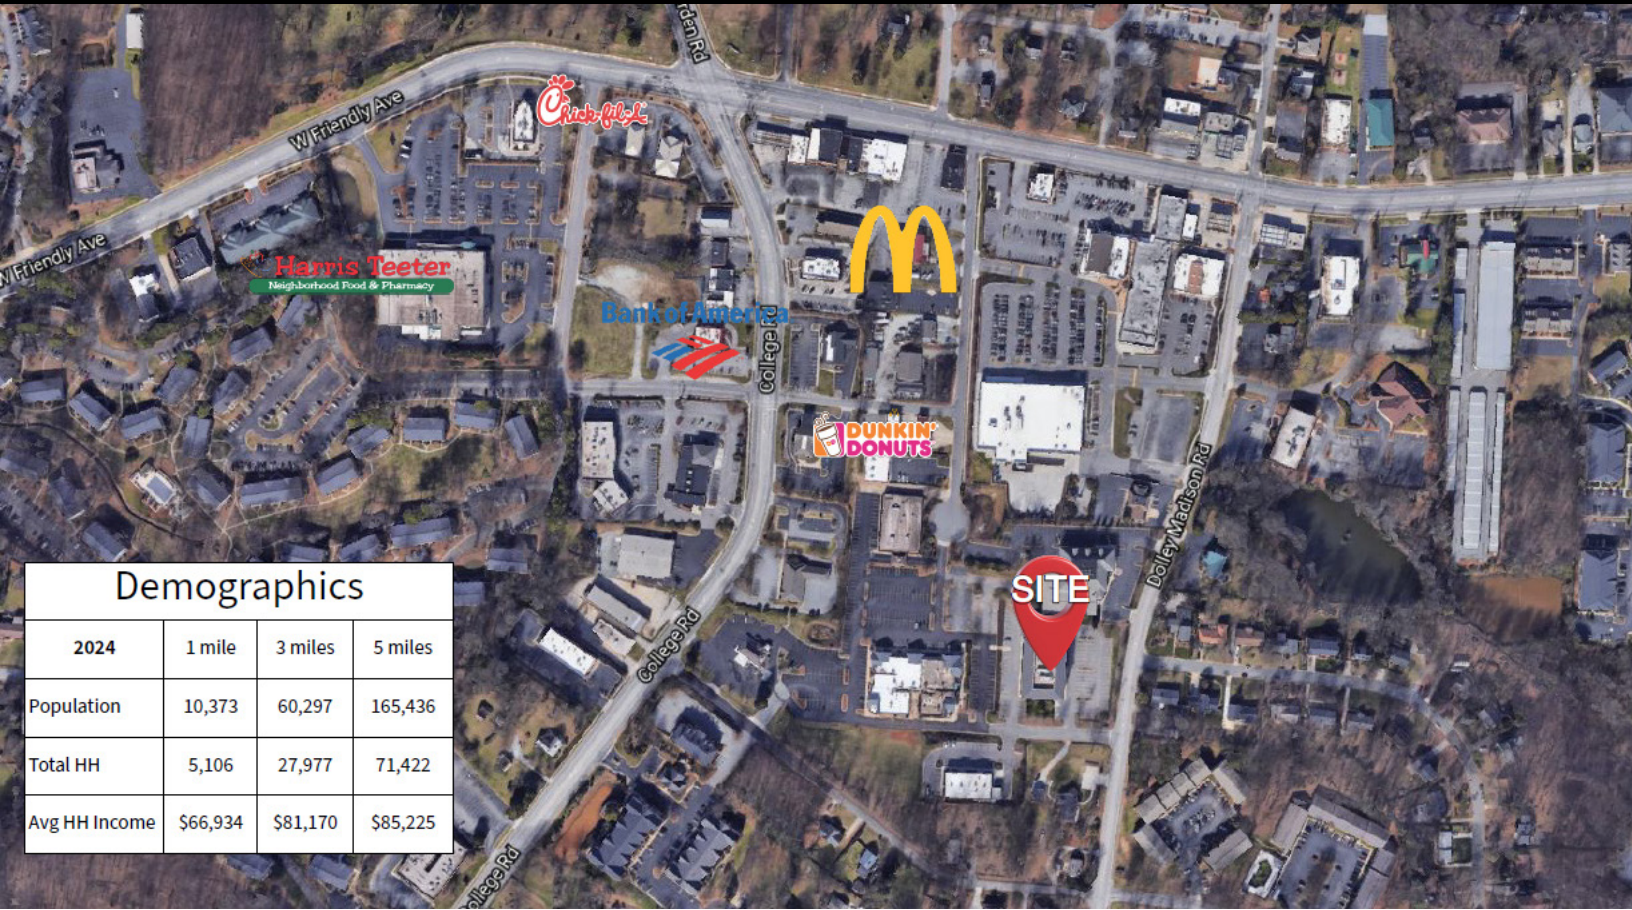 rden Rd
W Friendly Ave
Chick-fil-A
W Friendly Ave
Harris Teeter
Neighborhood Food & Pharmacy
Bank of America
College Rd
DUNKIN'
DONUTS
Dolley Madison Rd
SITE
College Rd
College Rd
Demographics
2024 1 mile 3 miles 5 miles
Population 10,373 60,297 165,436
Total HH 5,106 27,977 71,422
Avg HH Income $66,934 $81,170 $85,225